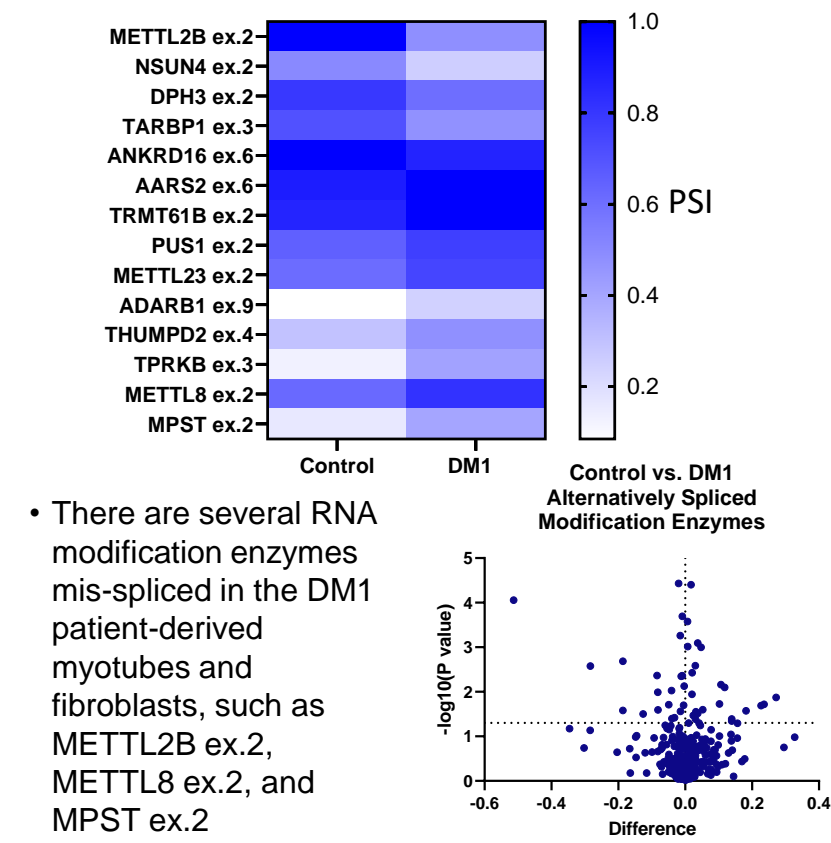 METTL2B ex.2
NSUN4 ex.2
DPH3 ex.2
TARBP1 ex.3
ANKRD16 ex.6
AARS2 ex.6
TRMT61B ex.2
PUS1 ex.2
METTL23 ex.2
ADARB1 ex.9
THUMPD2 ex.4
TPRKB ex.3
METTL8 ex.2
MPST ex.2
Control DM1
1.0
0.8
0.6 PSI
0.4
0.2
• There are several RNA
modification enzymes
mis-spliced in the DM1
patient-derived
myotubes and
fibroblasts, such as
METTL2B ex.2,
METTL8 ex.2, and
MPST ex.2
Control vs. DM1
Alternatively Spliced
Modification Enzymes
-log10(P value)
5
4
3
2
1
0
-0.6 -0.4 -0.2 0.0 0.2 0.4
Difference